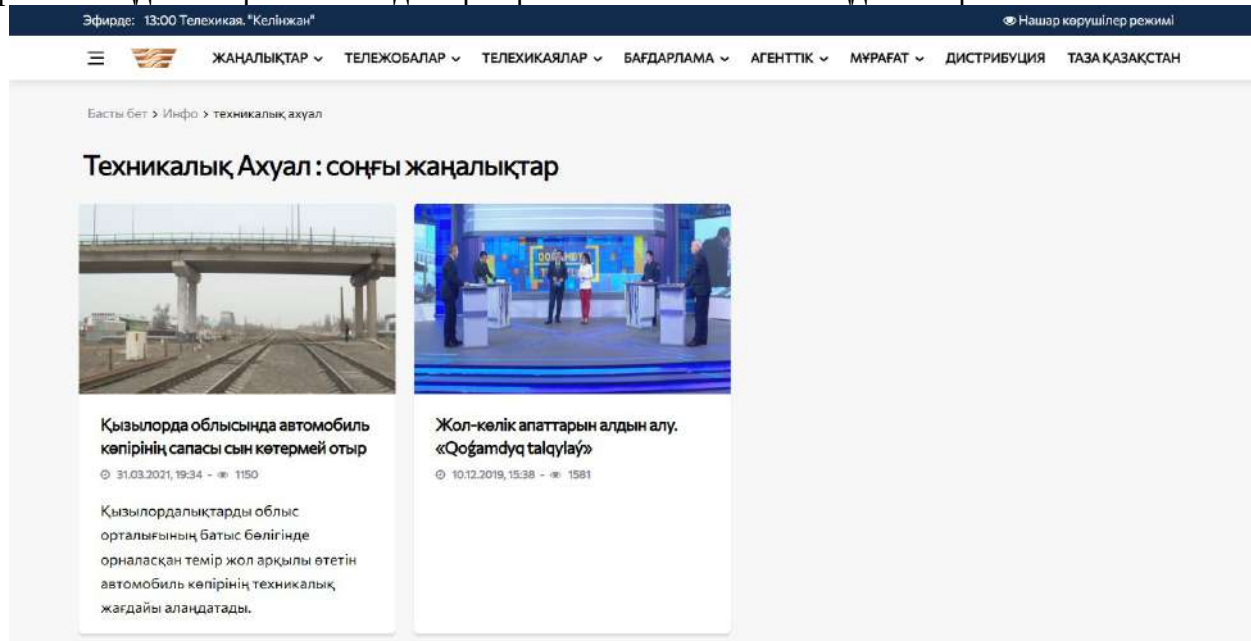 Эфирде: 13:00 Телехикая. "Келінжан"
Нашар көрушілер режимі
ЖАҢАЛЫҚТАР ТЕЛЕЖОБАЛАР ТЕЛЕХИКАЯЛАР БАҒДАРЛАМА АГЕНТТІК МҰРАҒАТ ДИСТРИБУЦИЯ ТАЗА ҚАЗАҚСТАН
Басты бет > Инфо > техникалық ахуал
Техникалық Ахуал : соңғы жаңалықтар
Қызылорда облысында автомобиль
көпірінің сапасы сын көтермей отыр
31.03.2021, 19:34 - 1150
Қызылордалықтарды облыс
орталығының батыс бөлігінде
орналасқан темір жол арқылы өтетін
автомобиль көпірінің техникалық
жағдайы алаңдатады.
Жол-көлік апаттарын алдын алу.
«Qoǵamdyq talqylaý»
10.12.2019, 15:38 - 1581